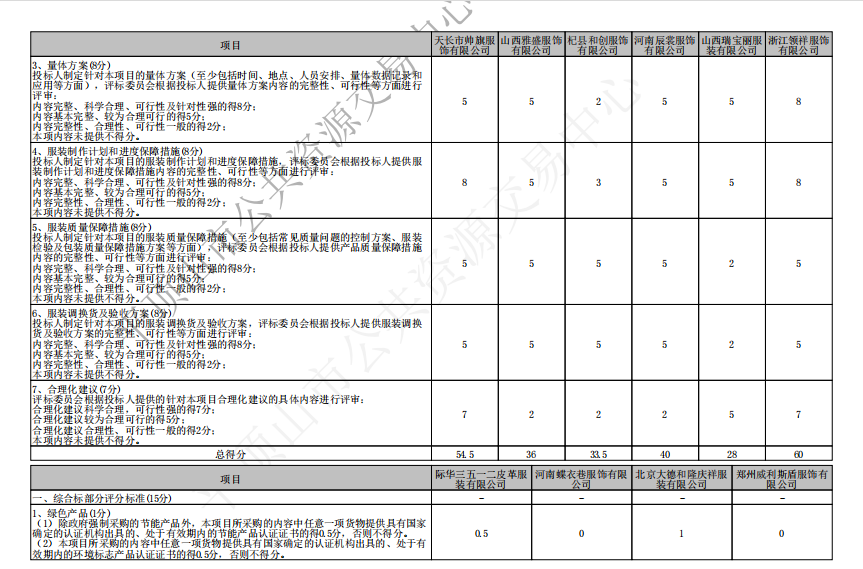 项目 天长市帅旗服饰有限公司 山西雅盛服饰有限公司 杞县和创服饰有限公司 河南辰裳服饰有限公司 山西瑞宝丽服装有限公司 浙江领祥服饰有限公司
3、量体方案(8分)
投标人制定针对本项目的量体方案（至少包括时间、地点、人员安排、量体数据记录和
应用等方面），评标委员会根据投标人提供量体方案内容的完整性、可行性等方面进行
评审:
内容完整、科学合理、可行性及针对性强的得8分；
内容基本完整、较为合理可行的得5分；
内容完整性、合理性、可行性一般的得2分；
本项内容未提供不得分。
5 5 2 5 5 8
4、服装制作计划和进度保障措施(8分)
投标人制定针对本项目的服装制作计划和进度保障措施，评标委员会根据投标人提供服
装制作计划和进度保障措施内容的完整性、可行性等方面进行评审:
内容完整、科学合理、可行性及针对性强的得8分；
内容基本完整、较为合理可行的得5分；
内容完整性、合理性、可行性一般的得2分；
本项内容未提供不得分。
8 5 3 5 5 8
5、服装质量保障措施(8分)
投标人制定针对本项目的服装质量保障措施（至少包括常见质量问题的控制方案、服装
检验及包装质量保障措施方案等方面），评标委员会根据投标人提供产品质量保障措施
内容的完整性、可行性等方面进行评审:
内容完整、科学合理、可行性及针对性强的得8分；
内容基本完整、较为合理可行的得5分；
内容完整性、合理性、可行性一般的得2分；
本项内容未提供不得分。
5 5 5 5 2 5
6、服装调换货及验收方案(8分)
投标人制定针对本项目的服装调换货及验收方案，评标委员会根据投标人提供服装调换
货及验收方案的完整性、可行性等方面进行评审:
内容完整、科学合理、可行性及针对性强的得8分；
内容基本完整、较为合理可行的得5分；
内容完整性、合理性、可行性一般的得2分；
本项内容未提供不得分。
5 5 5 5 2 5
7、合理化建议(7分)
评标委员会根据投标人提供的针对本项目合理化建议的具体内容进行评审:
合理化建议科学合理，可行性强的得7分；
合理化建议较为合理可行的得5分；
合理化建议合理性、可行性一般的得2分；
本项内容未提供不得分。
7 2 2 2 5 7
总得分 54.5 36 33.5 40 28 60
项目 际华三五一二皮革服装有限公司 河南蝶衣巷服饰有限公司 北京大德和隆庆祥服装有限公司 郑州威利斯盾服饰有限公司
一、综合标部分评分标准(15分) - - - -
1、绿色产品(1分)
（1）除政府强制采购的节能产品外，本项目所采购的内容中任意一项货物提供具有国家
确定的认证机构出具的、处于有效期内的节能产品认证证书的得0.5分，否则不得分。
（2）本项目所采购的内容中任意一项货物提供具有国家确定的认证机构出具的、处于有
效期内的环境标志产品认证证书的得0.5分，否则不得分。
0.5 0 1 0
平顶山市公共资源交易中心
平顶山市公共资源交易中心